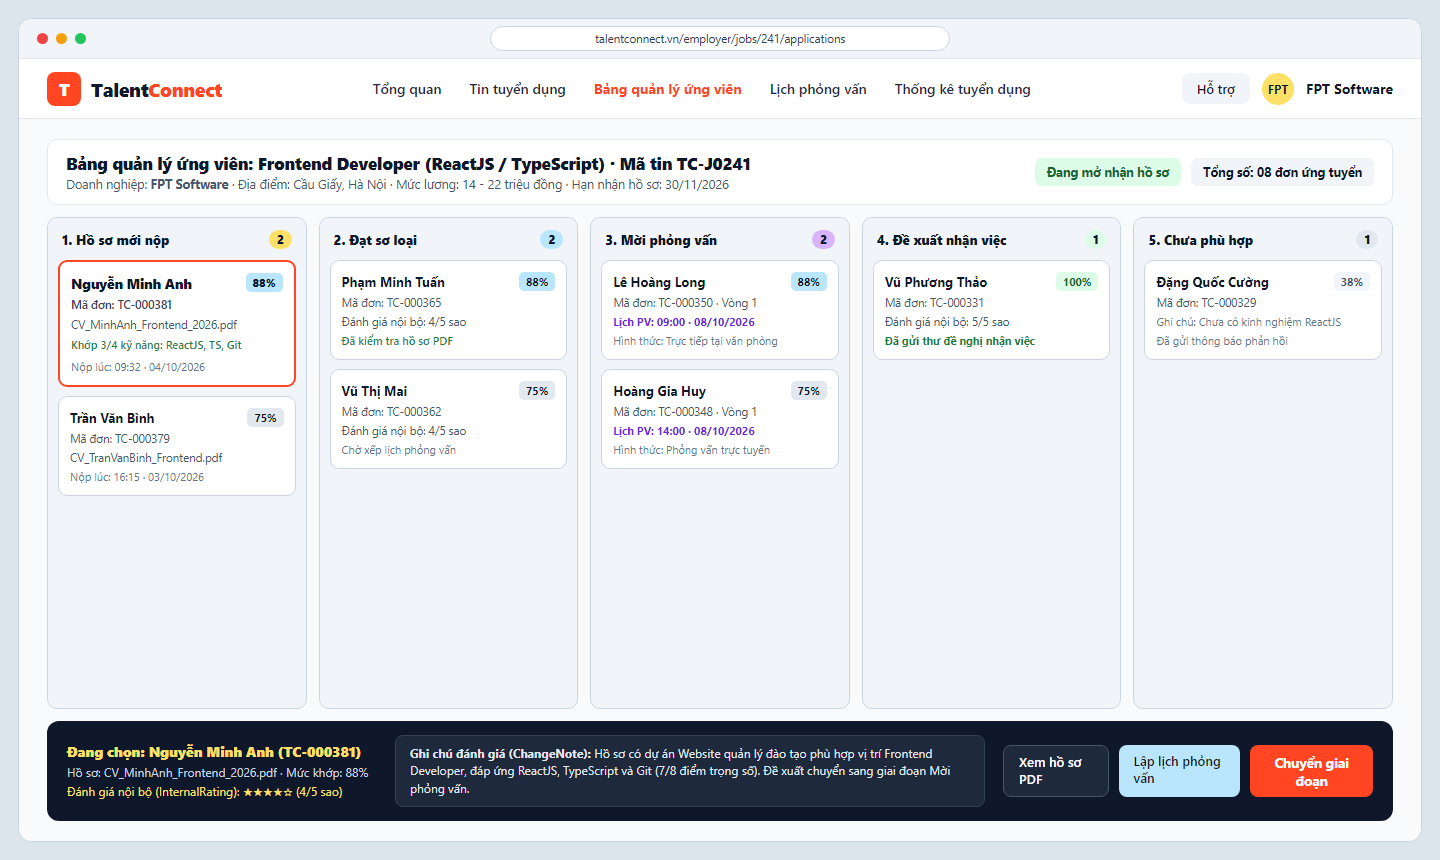 talentconnect.vn/employer/jobs/241/applications
T TalentConnect
Tổng quan
Tin tuyển dụng
Bảng quản lý ứng viên
Lịch phỏng vấn
Thống kê tuyển dụng
Hỗ trợ
FPT
FPT Software
Bảng quản lý ứng viên: Frontend Developer (ReactJS / TypeScript) · Mã tin TC-J0241
Doanh nghiệp: FPT Software · Địa điểm: Cầu Giấy, Hà Nội · Mức lương: 14 - 22 triệu đồng · Hạn nhận hồ sơ: 30/11/2026
Đang mở nhận hồ sơ
Tổng số: 08 đơn ứng tuyển
1. Hồ sơ mới nộp 2
Nguyễn Minh Anh 88%
Mã đơn: TC-000381
CV_MinhAnh_Frontend_2026.pdf
Khớp 3/4 kỹ năng: ReactJS, TS, Git
Nộp lúc: 09:32 · 04/10/2026
Trần Văn Bình 75%
Mã đơn: TC-000379
CV_TranVanBinh_Frontend.pdf
Nộp lúc: 16:15 · 03/10/2026
2. Đạt sơ loại 2
Phạm Minh Tuấn 88%
Mã đơn: TC-000365
Đánh giá nội bộ: 4/5 sao
Đã kiểm tra hồ sơ PDF
Vũ Thị Mai 75%
Mã đơn: TC-000362
Đánh giá nội bộ: 4/5 sao
Chờ xếp lịch phỏng vấn
3. Mời phỏng vấn 2
Lê Hoàng Long 88%
Mã đơn: TC-000350 · Vòng 1
Lịch PV: 09:00 · 08/10/2026
Hình thức: Trực tiếp tại văn phòng
Hoàng Gia Huy 75%
Mã đơn: TC-000348 · Vòng 1
Lịch PV: 14:00 · 08/10/2026
Hình thức: Phỏng vấn trực tuyến
4. Đề xuất nhận việc 1
Vũ Phương Thảo 100%
Mã đơn: TC-000331
Đánh giá nội bộ: 5/5 sao
Đã gửi thư đề nghị nhận việc
5. Chưa phù hợp 1
Đặng Quốc Cường 38%
Mã đơn: TC-000329
Ghi chú: Chưa có kinh nghiệm ReactJS
Đã gửi thông báo phản hồi
Đang chọn: Nguyễn Minh Anh (TC-000381)
Hồ sơ: CV_MinhAnh_Frontend_2026.pdf · Mức khớp: 88%
Đánh giá nội bộ (InternalRating): ★★★★☆ (4/5 sao)
Ghi chú đánh giá (ChangeNote): Hồ sơ có dự án Website quản lý đào tạo phù hợp vị trí Frontend
Developer, đáp ứng ReactJS, TypeScript và Git (7/8 điểm trọng số). Đề xuất chuyển sang giai đoạn Mời
phỏng vấn.
Xem hồ sơ
PDF
Lập lịch phỏng
vấn
Chuyển giai
đoạn